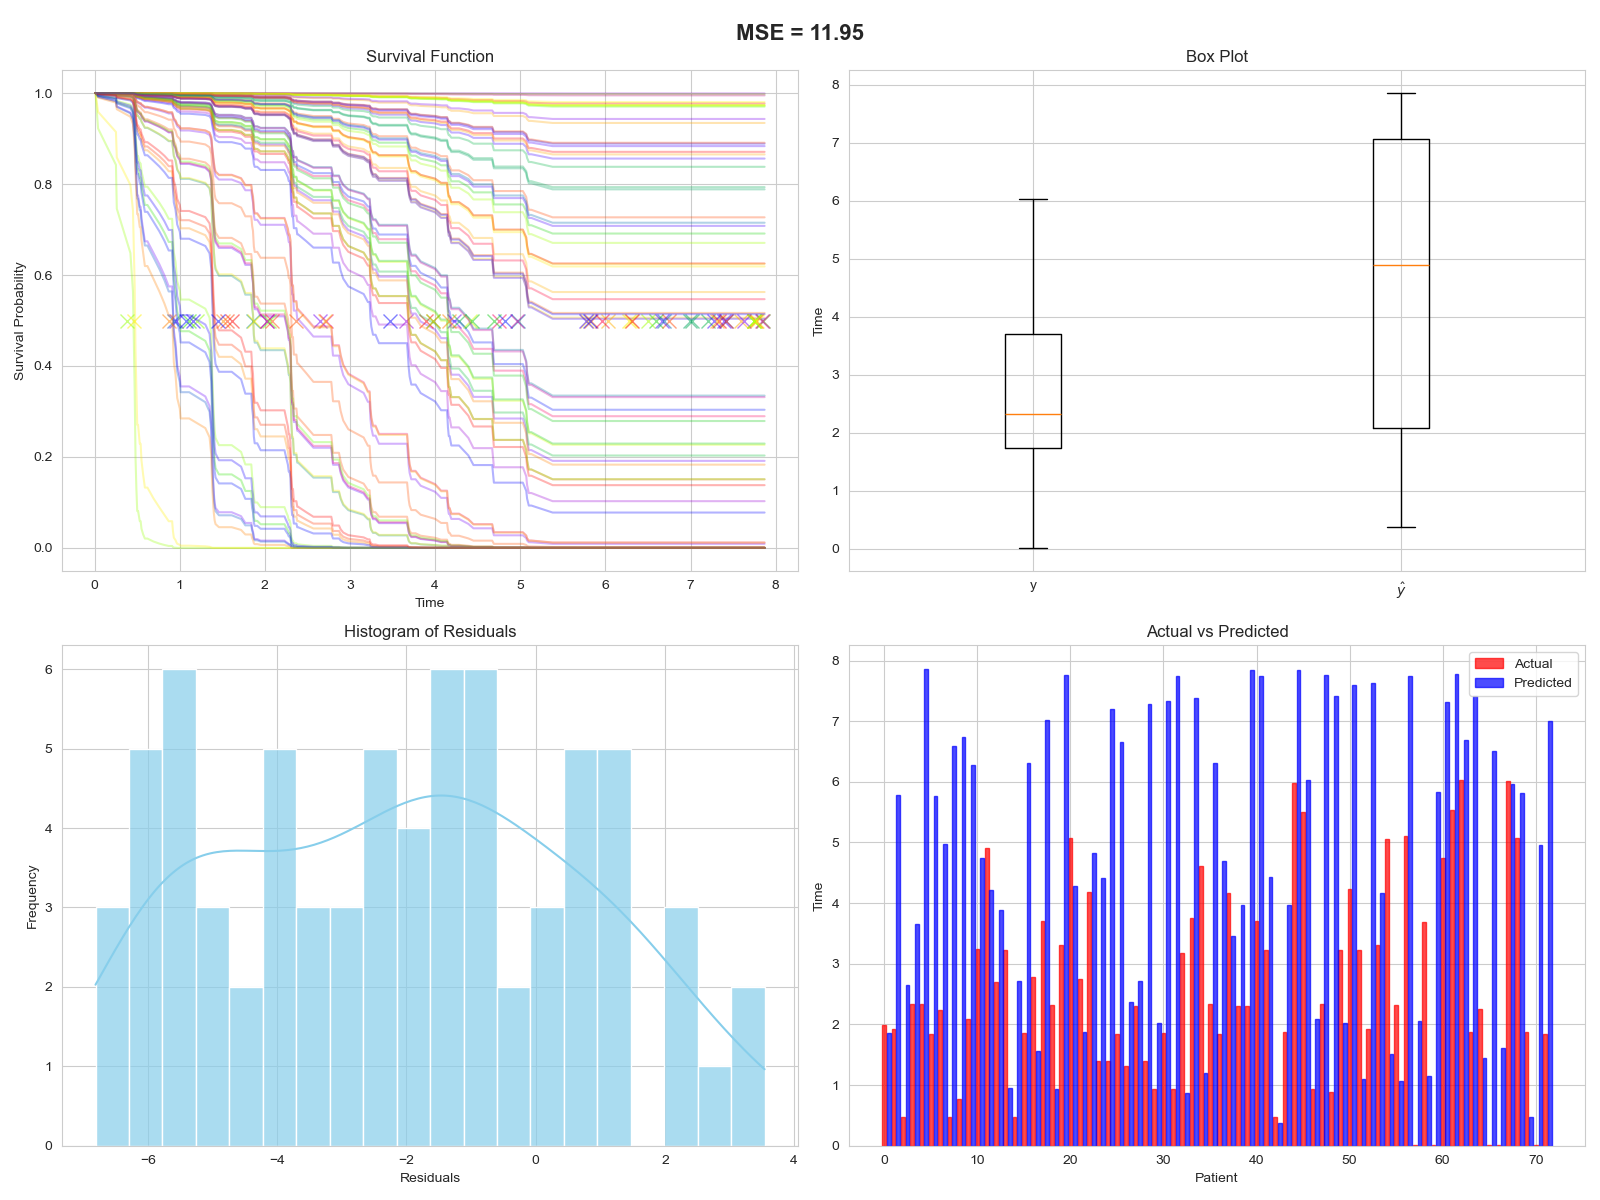 MSE = 11.95
Survival Function
Survival Probability
1.0
0.8
0.6
0.4
0.2
0.0
0 1 2 3 4 5 6 7 8
Time
Box Plot
Time
8
7
6
5
4
3
2
1
0
y ŷ
Histogram of Residuals
Frequency
6
5
4
3
2
1
0
−6 −4 −2 0 2 4
Residuals
Actual vs Predicted
Actual
Predicted
Time
8
7
6
5
4
3
2
1
0
0 10 20 30 40 50 60 70
Patient